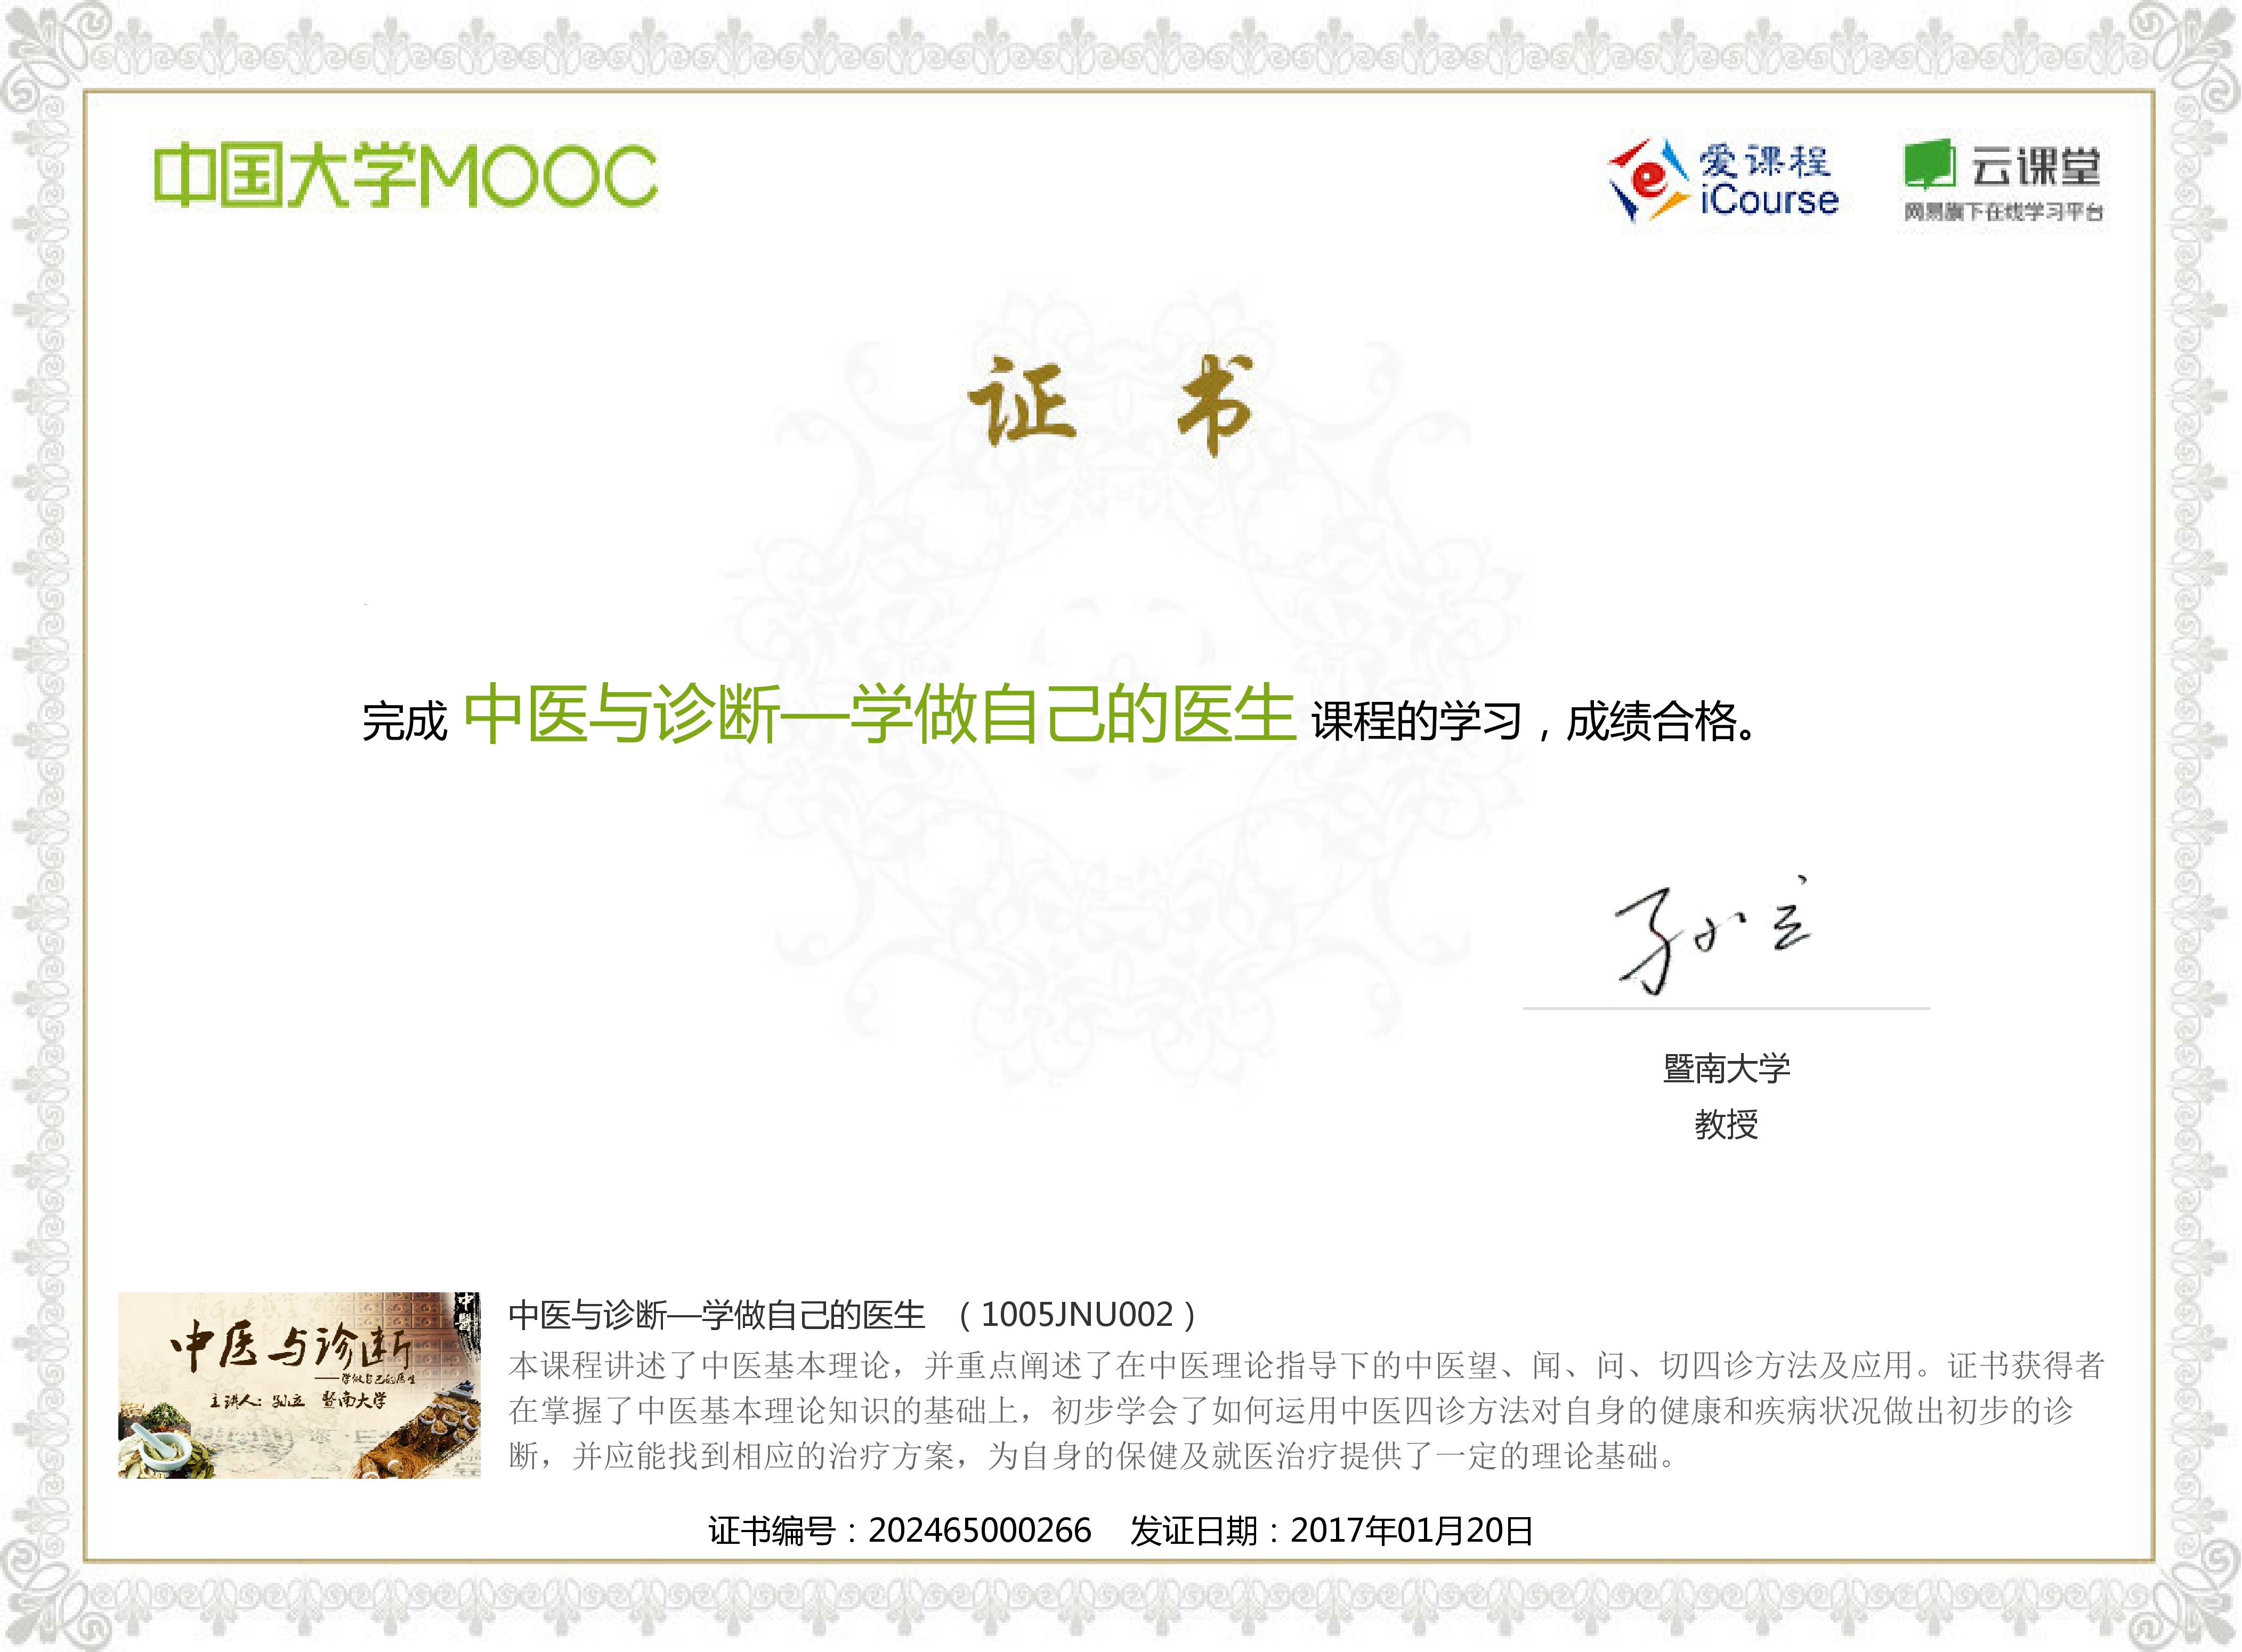 中国大学MOOC
爱课程
iCourse
云课堂
网易旗下在线学习平台
证 书
完成 中医与诊断—学做自己的医生 课程的学习，成绩合格。
孙立
暨南大学
教授
中医与诊断
——学做自己的医生
主讲人：孙立 暨南大学
中醫
中医与诊断—学做自己的医生 （1005JNU002）
本课程讲述了中医基本理论，并重点阐述了在中医理论指导下的中医望、闻、问、切四诊方法及应用。证书获得者
在掌握了中医基本理论知识的基础上，初步学会了如何运用中医四诊方法对自身的健康和疾病状况做出初步的诊
断，并应能找到相应的治疗方案，为自身的保健及就医治疗提供了一定的理论基础。
证书编号：202465000266 发证日期：2017年01月20日